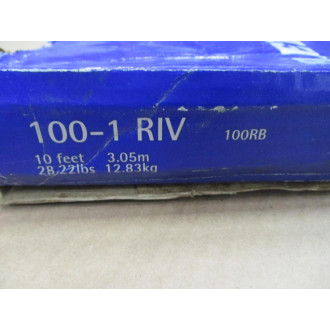 100-1 RIV 100RB
10 feet 3.05m
28.22lbs 12.83kg